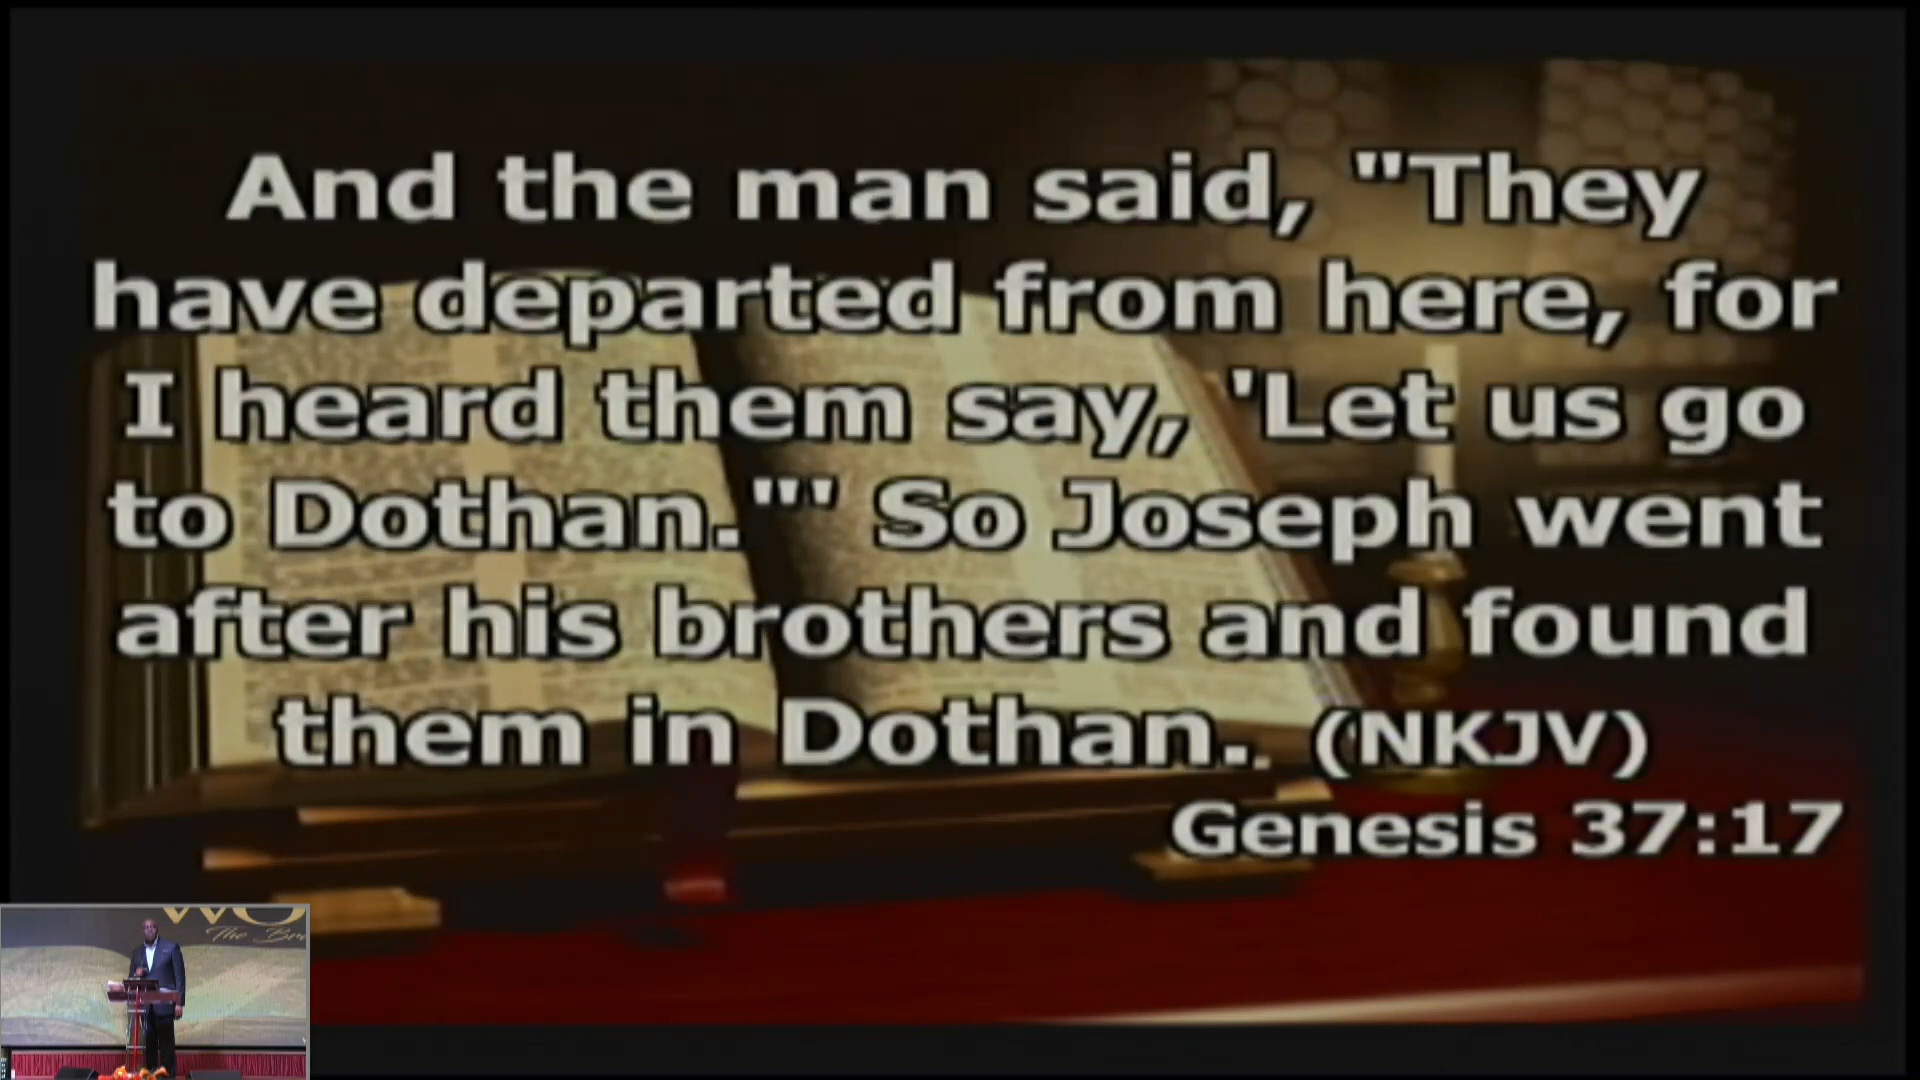 And the man said, "They
have departed from here, for
I heard them say, 'Let us go
to Dothan."' So Joseph went
after his brothers and found
them in Dothan.. (NKJV)
Genesis 37:17
The